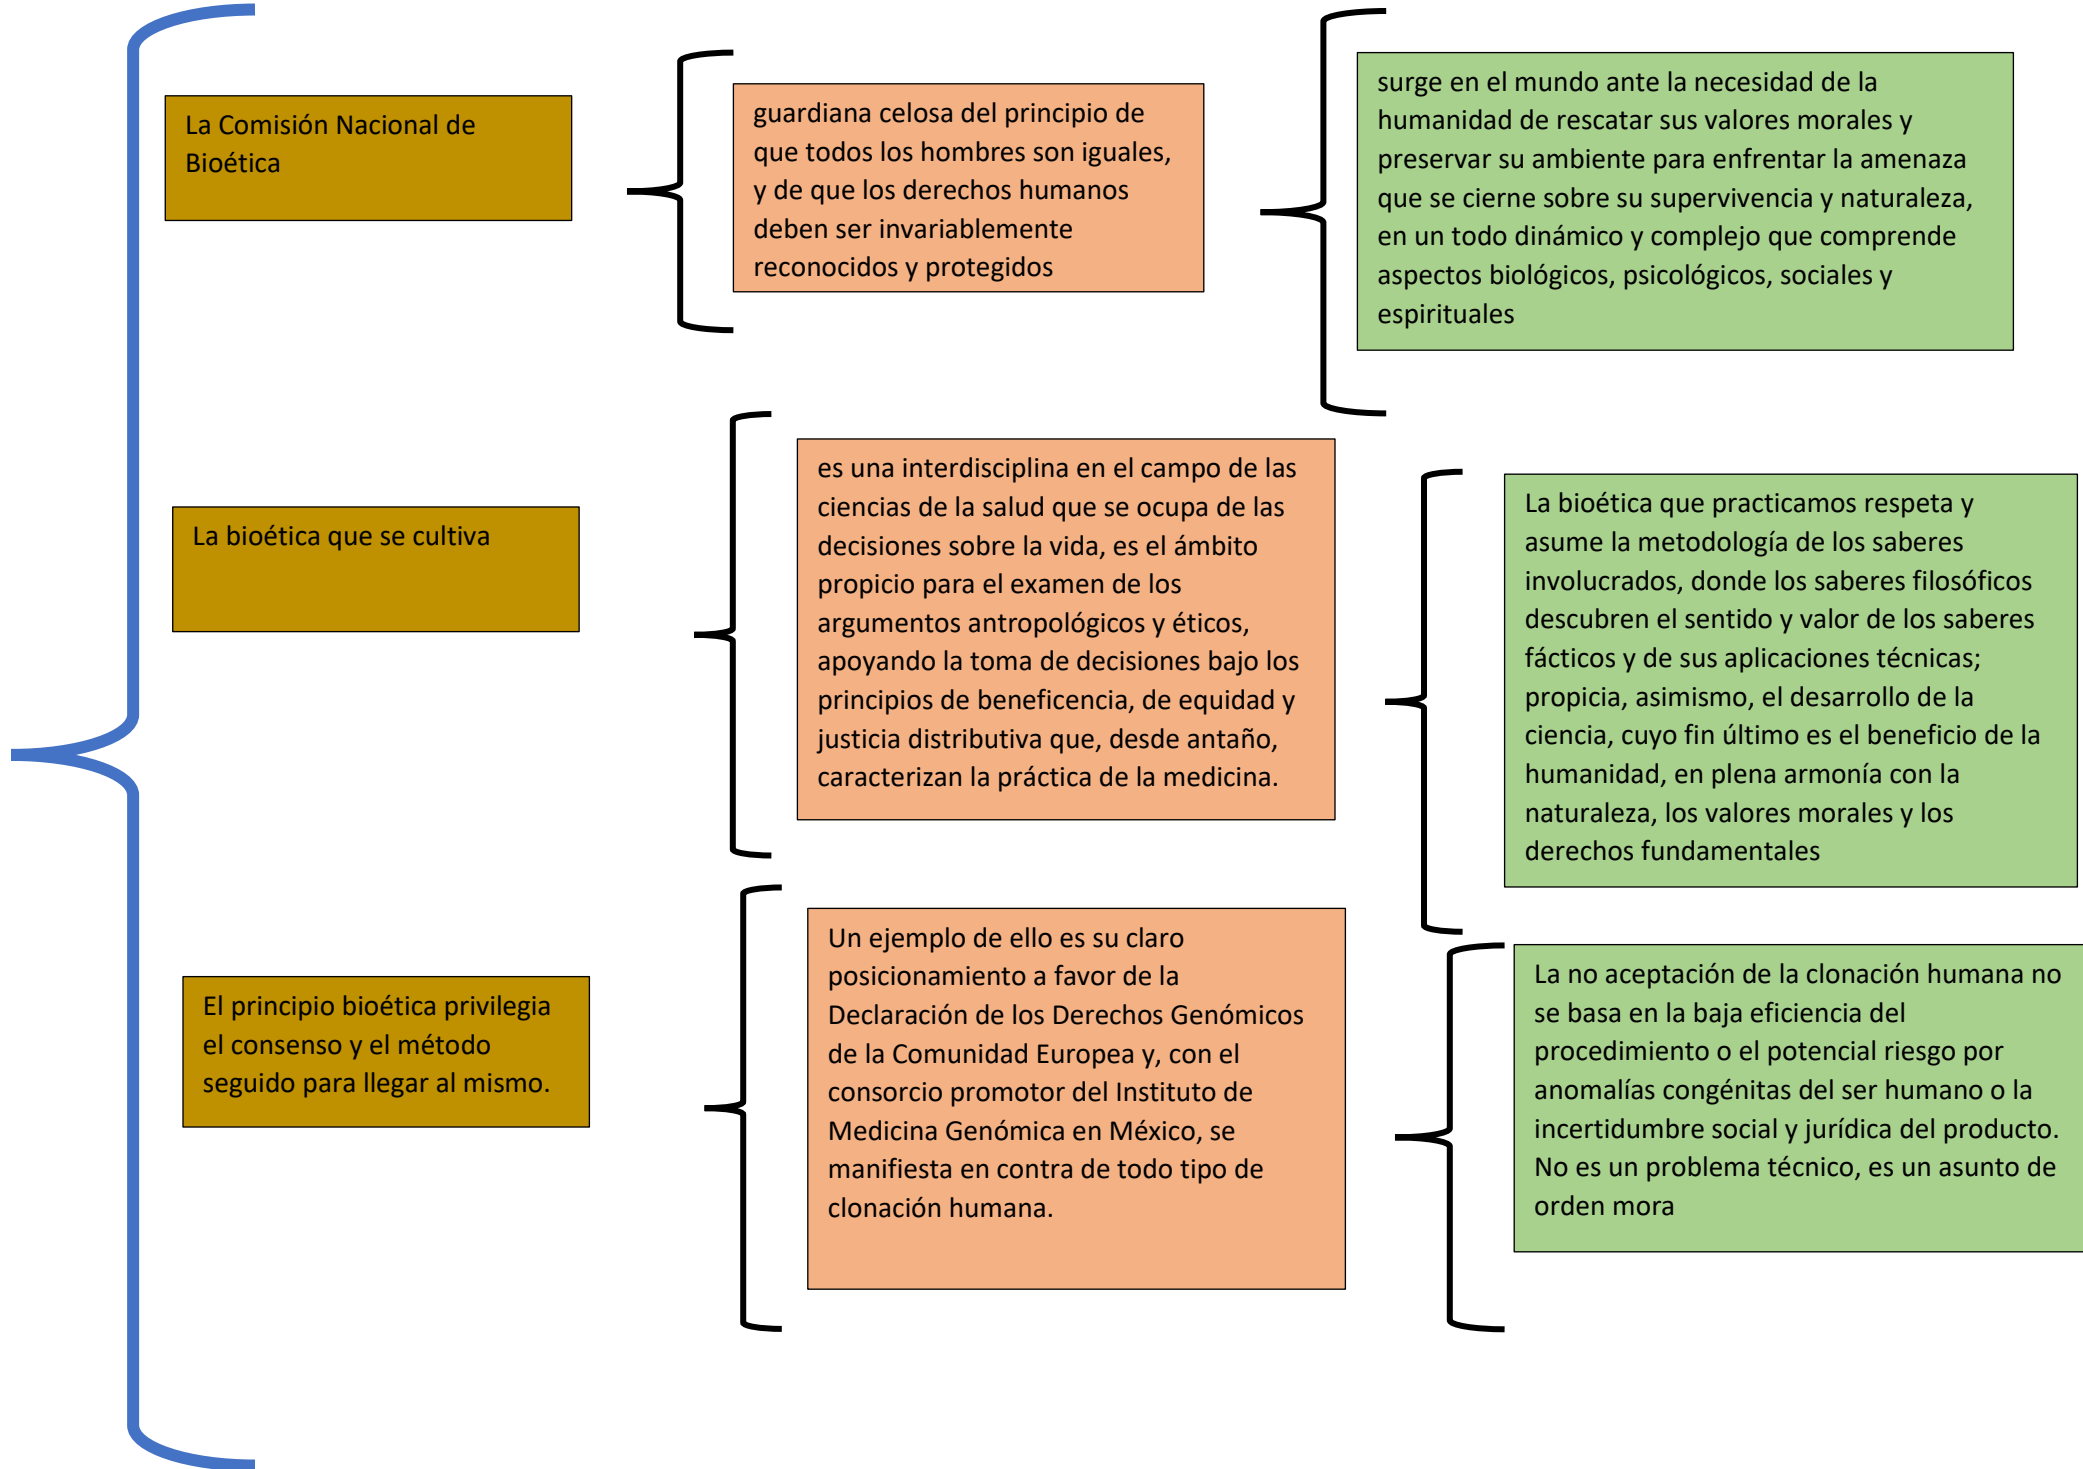 La Comisión Nacional de
Bioética
guardiana celosa del principio de
que todos los hombres son iguales,
y de que los derechos humanos
deben ser invariablemente
reconocidos y protegidos
surge en el mundo ante la necesidad de la
humanidad de rescatar sus valores morales y
preservar su ambiente para enfrentar la amenaza
que se cierne sobre su supervivencia y naturaleza,
en un todo dinámico y complejo que comprende
aspectos biológicos, psicológicos, sociales y
espirituales
La bioética que se cultiva
es una interdisciplina en el campo de las
ciencias de la salud que se ocupa de las
decisiones sobre la vida, es el ámbito
propicio para el examen de los
argumentos antropológicos y éticos,
apoyando la toma de decisiones bajo los
principios de beneficencia, de equidad y
justicia distributiva que, desde antaño,
caracterizan la práctica de la medicina.
La bioética que practicamos respeta y
asume la metodología de los saberes
involucrados, donde los saberes filosóficos
descubren el sentido y valor de los saberes
fácticos y de sus aplicaciones técnicas;
propicia, asimismo, el desarrollo de la
ciencia, cuyo fin último es el beneficio de la
humanidad, en plena armonía con la
naturaleza, los valores morales y los
derechos fundamentales
El principio bioética privilegia
el consenso y el método
seguido para llegar al mismo.
Un ejemplo de ello es su claro
posicionamiento a favor de la
Declaración de los Derechos Genómicos
de la Comunidad Europea y, con el
consorcio promotor del Instituto de
Medicina Genómica en México, se
manifiesta en contra de todo tipo de
clonación humana.
La no aceptación de la clonación humana no
se basa en la baja eficiencia del
procedimiento o el potencial riesgo por
anomalías congénitas del ser humano o la
incertidumbre social y jurídica del producto.
No es un problema técnico, es un asunto de
orden mora